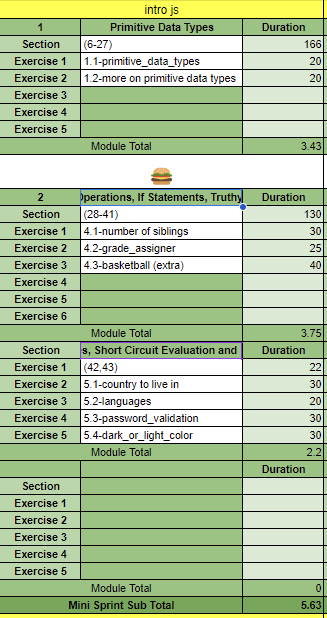 intro js
1 Primitive Data Types Duration
Section (6-27) 166
Exercise 1 1.1-primitive_data_types 20
Exercise 2 1.2-more on primitive data types 20
Exercise 3
Exercise 4
Exercise 5
Module Total 3.43
2 Operations, If Statements, Truthy Duration
Section (28-41) 130
Exercise 1 4.1-number of siblings 30
Exercise 2 4.2-grade_assigner 25
Exercise 3 4.3-basketball (extra) 40
Exercise 4
Exercise 5
Exercise 6
Module Total 3.75
Section s, Short Circuit Evaluation and Duration
Exercise 1 (42,43) 22
Exercise 2 5.1-country to live in 30
Exercise 3 5.2-languages 20
Exercise 4 5.3-password_validation 30
Exercise 5 5.4-dark_or_light_color 30
Module Total 2.2
Duration
Section
Exercise 1
Exercise 2
Exercise 3
Exercise 4
Exercise 5
Module Total 0
Mini Sprint Sub Total 5.63